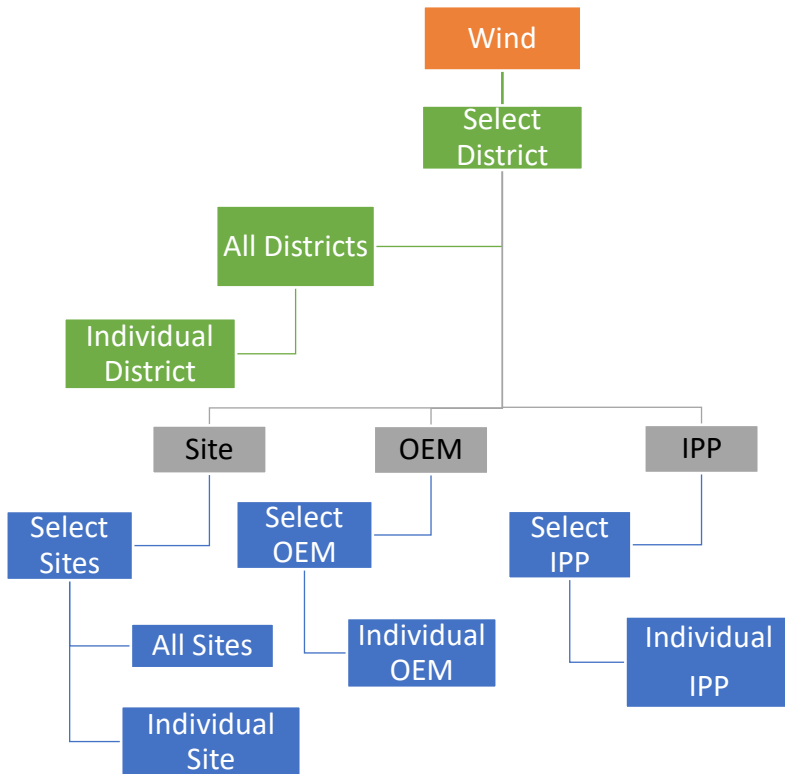 Wind
Select
District
All Districts
Individual
District
Site
OEM
IPP
Select
Sites
Select
OEM
Select
IPP
All Sites
Individual
OEM
Individual
IPP
Individual
Site